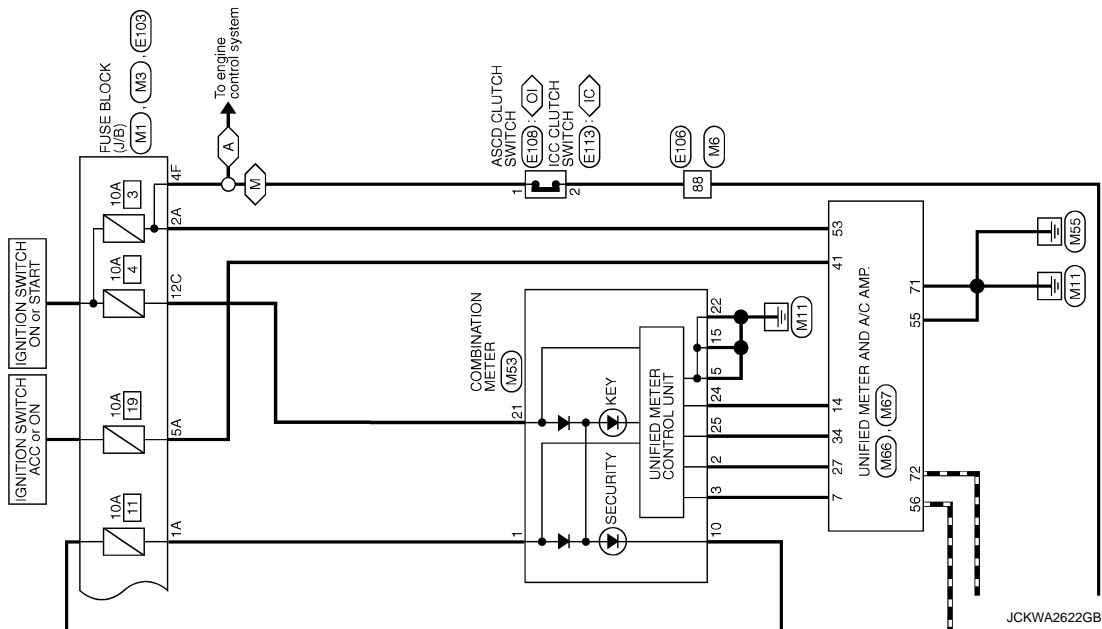 IGNITION SWITCH
ON or START
IGNITION SWITCH
ACC or ON
FUSE BLOCK
(J/B)
M1 , M3 , E103
10A
3
10A
4
10A
19
10A
11
4F
2A
12C
5A
1A
A
To engine
control system
M
ASCD CLUTCH
SWITCH
E108 : OI
ICC CLUTCH
SWITCH
E113 : IC
1
2
88
E106
M6
COMBINATION
METER
M53
21
1
KEY
SECURITY
UNIFIED METER
CONTROL UNIT
22
15
5
24
25
2
3
10
M11
53
41
14
34
27
7
UNIFIED METER AND A/C AMP.
M66 , M67
71
55
72
56
M55
M11
JCKWA2622GB